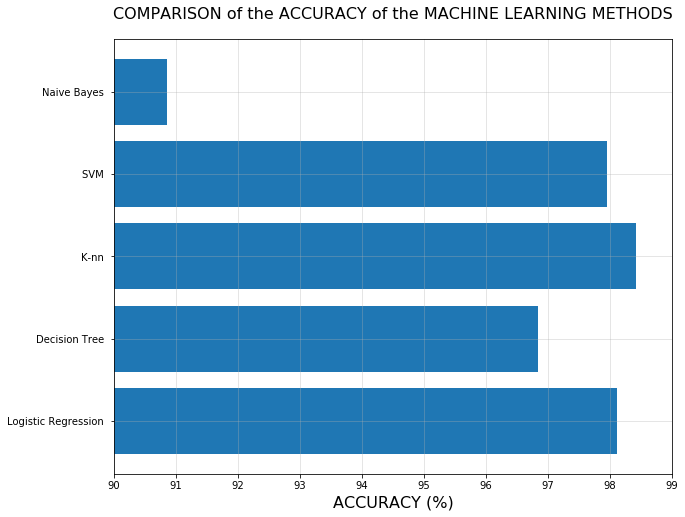 COMPARISON of the ACCURACY of the MACHINE LEARNING METHODS
Naive Bayes
SVM
K-nn
Decision Tree
Logistic Regression
90 91 92 93 94 95 96 97 98 99
ACCURACY (%)